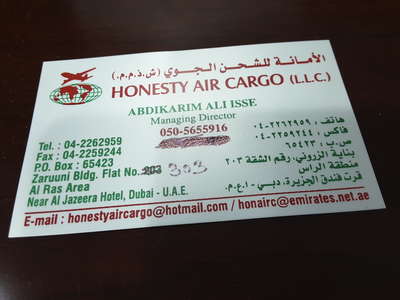 الأمانة للشحن الجوي (ش.ذ.م.م.)
HONESTY AIR CARGO (L.L.C.)
ABDIKARIM ALI ISSE
Managing Director
050-5655916
Tel. : 04-2262959
Fax : 04-2259244
P.O. Box : 65423
Zaruuni Bldg. Flat No. 203 303
Al Ras Area
Near Al Jazeera Hotel, Dubai - U.A.E.
هاتف : ٠٤-٢٢٦٢٩٥٩
فاكس : ٠٤-٢٢٥٩٢٤٤
ص.ب : ٦٥٤٢٣
بناية الزروني، رقم الشقة ٢٠٣
منطقة الراس
قرب فندق الجزيرة، دبي - ا.ع.م.
E-mail : honestyaircargo@hotmail.com / honairc@emirates.net.ae